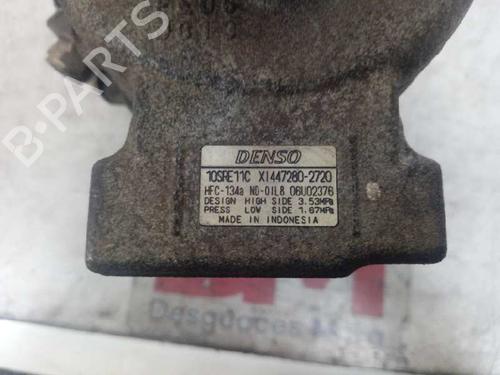 DENSO
10SRE11C XI447280-2720
HFC-134a ND-OIL8 06U02376
DESIGN HIGH SIDE 3.53MPa
PRESS LOW SIDE 1.67MPa
MADE IN INDONESIA
B-Parts
Desguaces